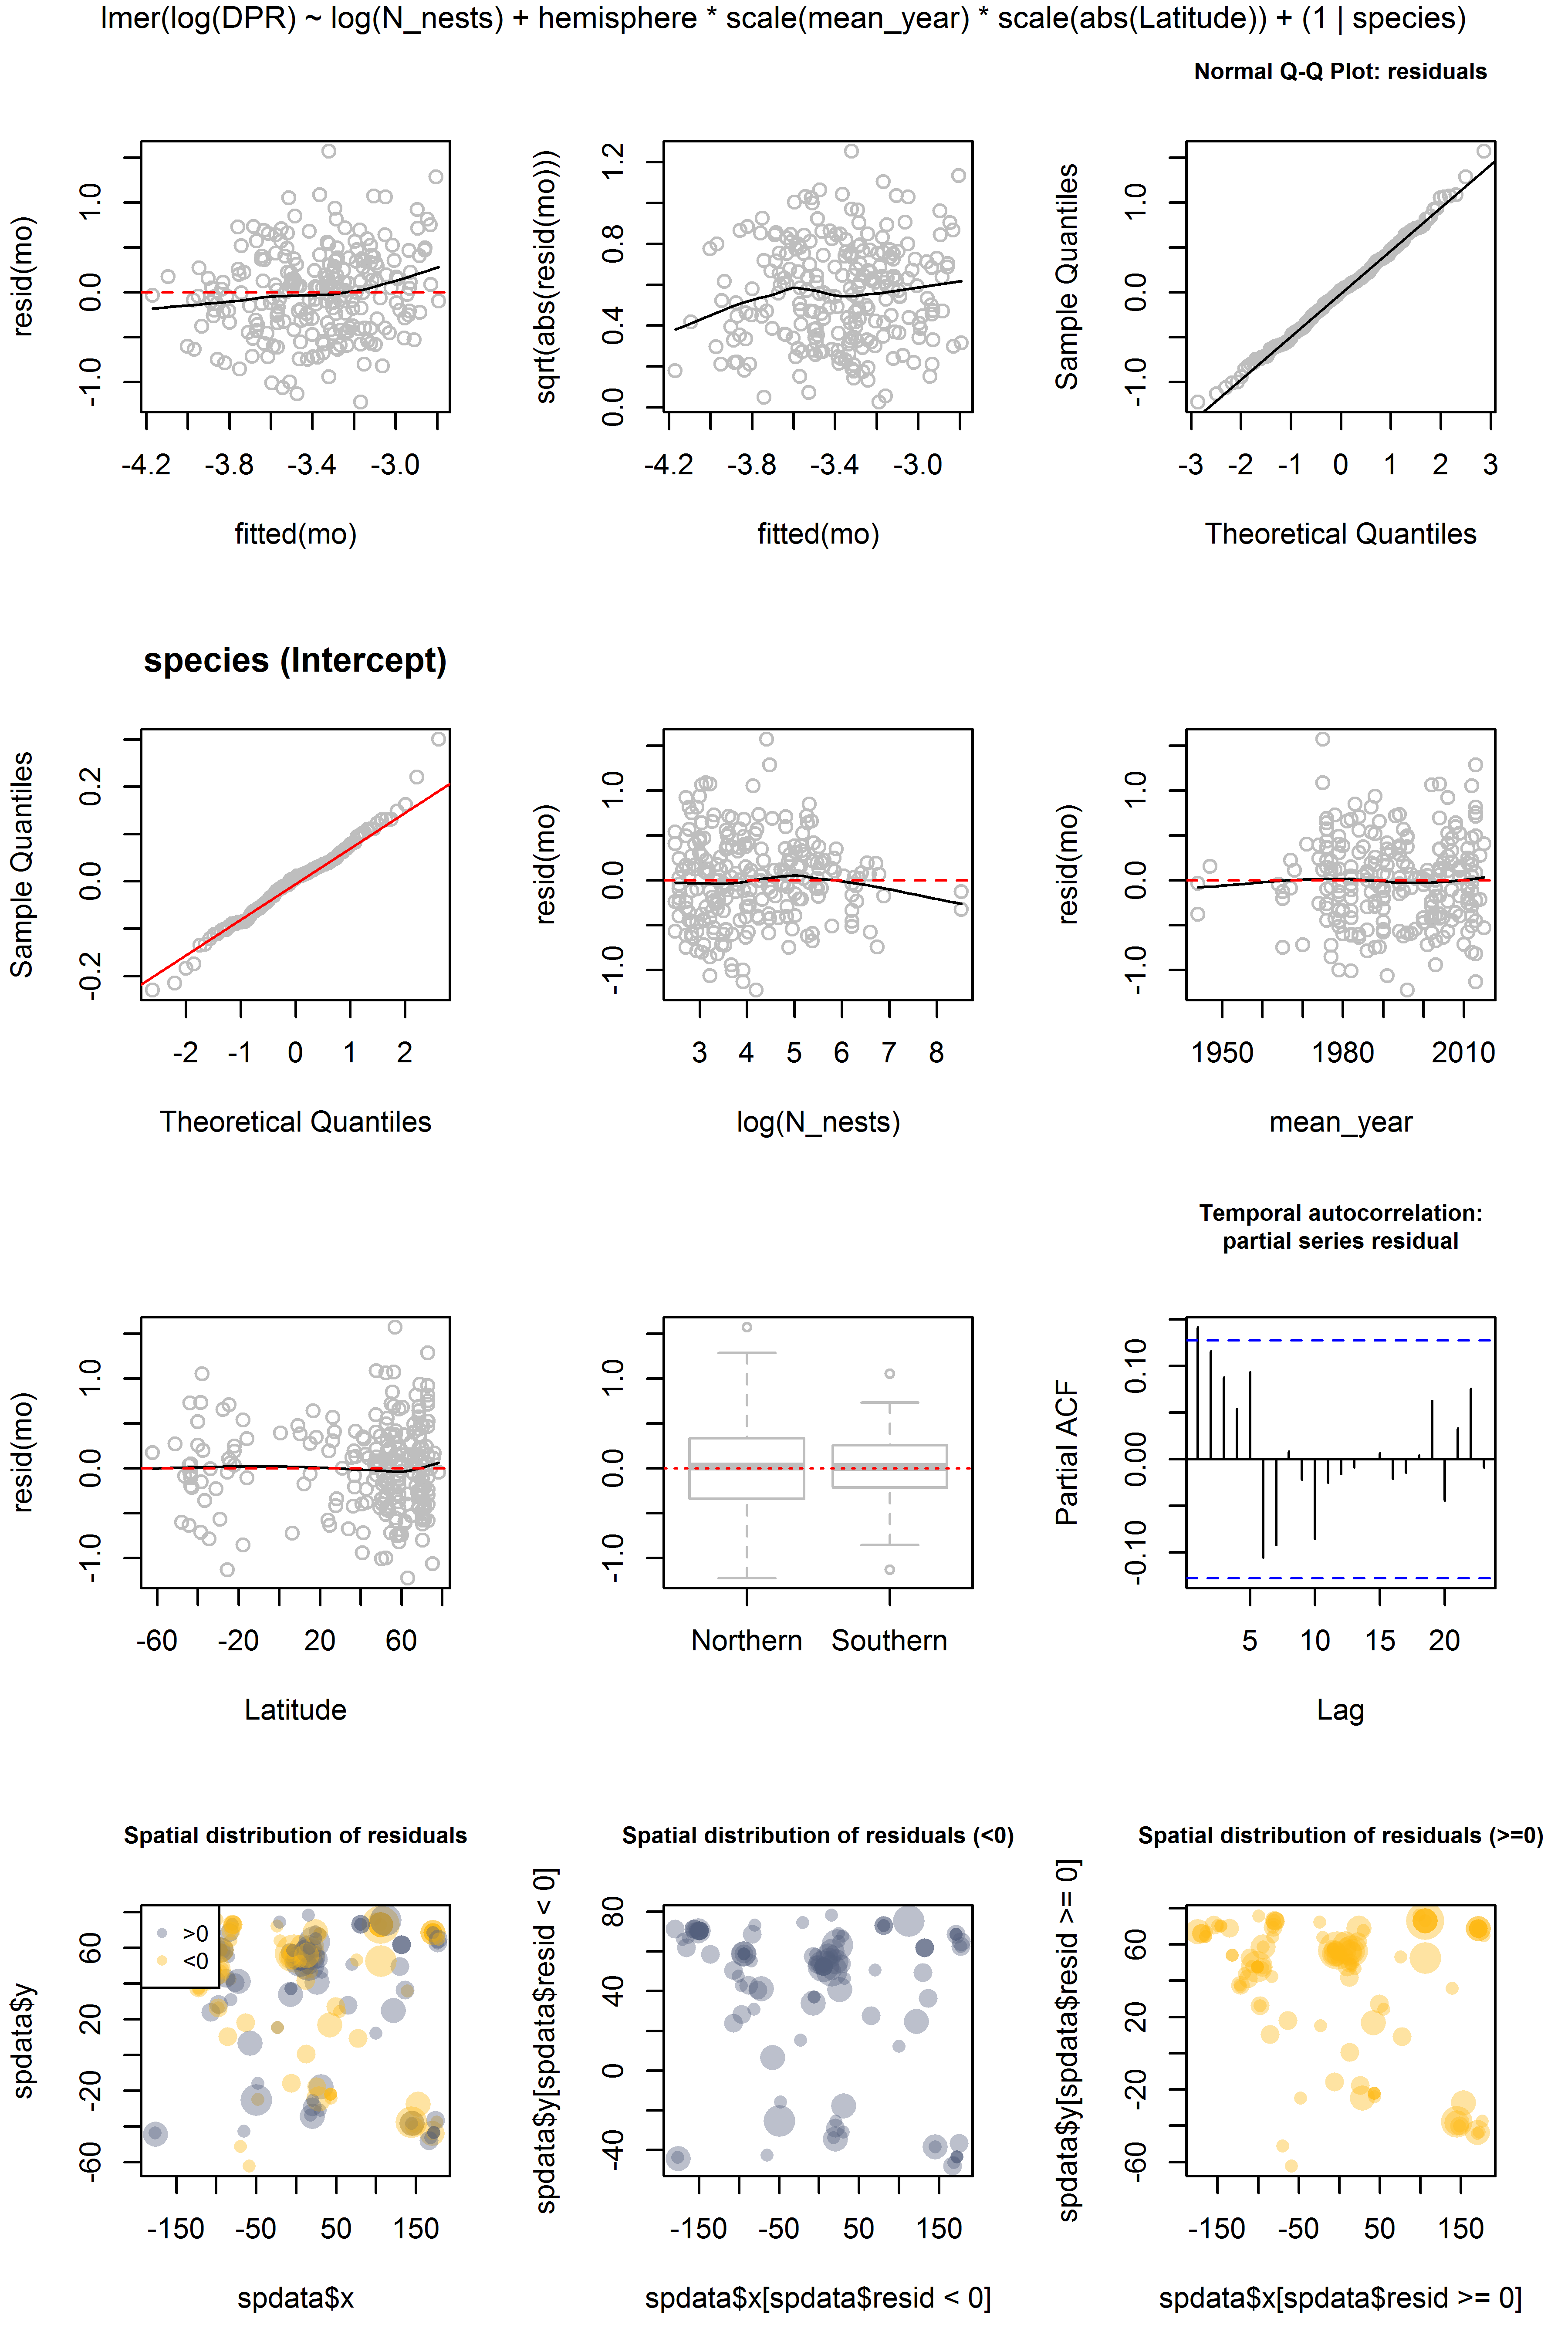 lmer(log(DPR) ~ log(N_nests) + hemisphere * scale(mean_year) * scale(abs(Latitude)) + (1 | species)
Normal Q-Q Plot: residuals
resid(mo)
-1.0 0.0 1.0
-4.2 -3.8 -3.4 -3.0
fitted(mo)
sqrt(abs(resid(mo)))
0.0 0.4 0.8 1.2
-4.2 -3.8 -3.4 -3.0
fitted(mo)
Sample Quantiles
-1.0 0.0 1.0
-3 -2 -1 0 1 2 3
Theoretical Quantiles
species (Intercept)
Sample Quantiles
-0.2 0.0 0.2
-2 -1 0 1 2
Theoretical Quantiles
resid(mo)
-1.0 0.0 1.0
3 4 5 6 7 8
log(N_nests)
resid(mo)
-1.0 0.0 1.0
1950 1980 2010
mean_year
resid(mo)
-1.0 0.0 1.0
-60 -20 20 60
Latitude
-1.0 0.0 1.0
Northern Southern
Temporal autocorrelation:
partial series residual
Partial ACF
-0.10 0.00 0.10
5 10 15 20
Lag
Spatial distribution of residuals
spdata$y
-60 -20 20 60
>0
<0
-150 -50 50 150
spdata$x
Spatial distribution of residuals (<0)
spdata$y[spdata$resid < 0]
-40 0 40 80
-150 -50 50 150
spdata$x[spdata$resid < 0]
Spatial distribution of residuals (>=0)
spdata$y[spdata$resid >= 0]
-60 -20 20 60
-150 -50 50 150
spdata$x[spdata$resid >= 0]